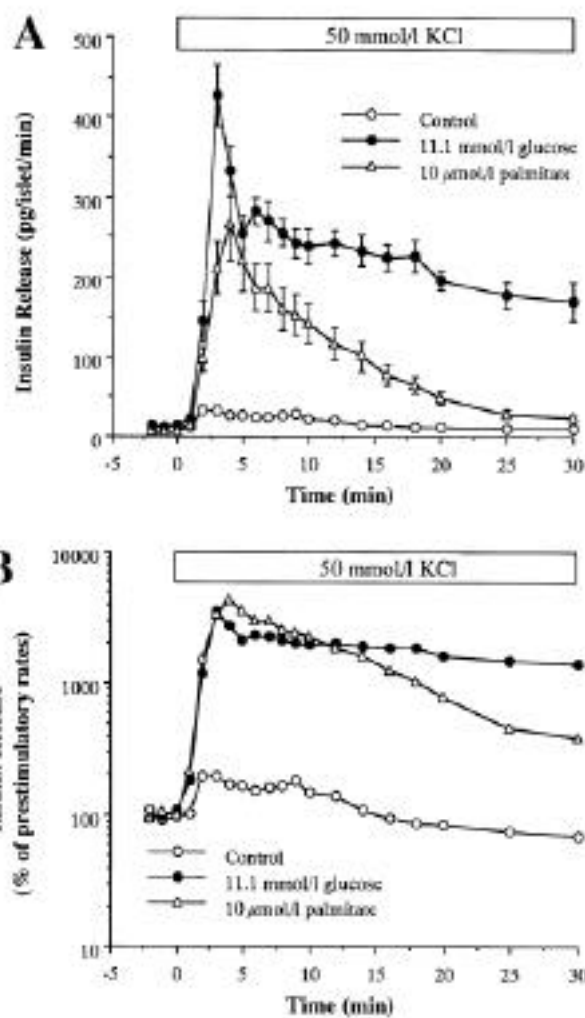 A
50 mmol/l KCl
500
400
300
200
100
0
Insulin Release (pg/islet/min)
Control
11.1 mmol/l glucose
10 μmol/l palmitate
-5
0
5
10
15
20
25
30
Time (min)
B
50 mmol/l KCl
10000
1000
100
10
(% of prestimulatory rates)
Control
11.1 mmol/l glucose
10 μmol/l palmitate
-5
0
5
10
15
20
25
30
Time (min)